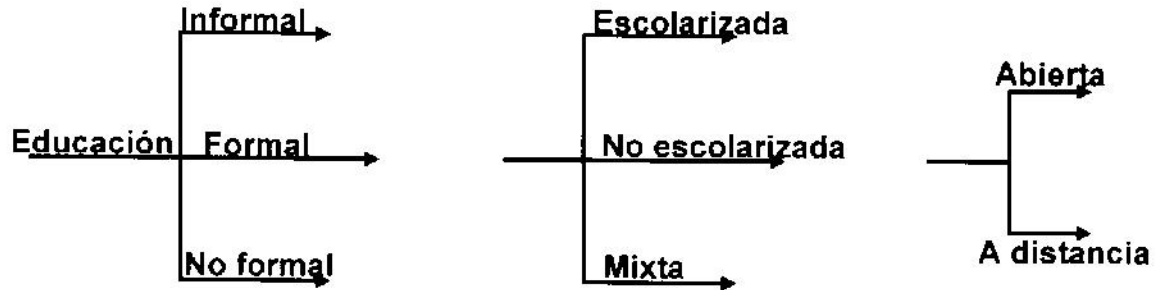 Informal
Escolarizada
Abierta
Educación
Formal
No escolarizada
No formal
Mixta
A distancia